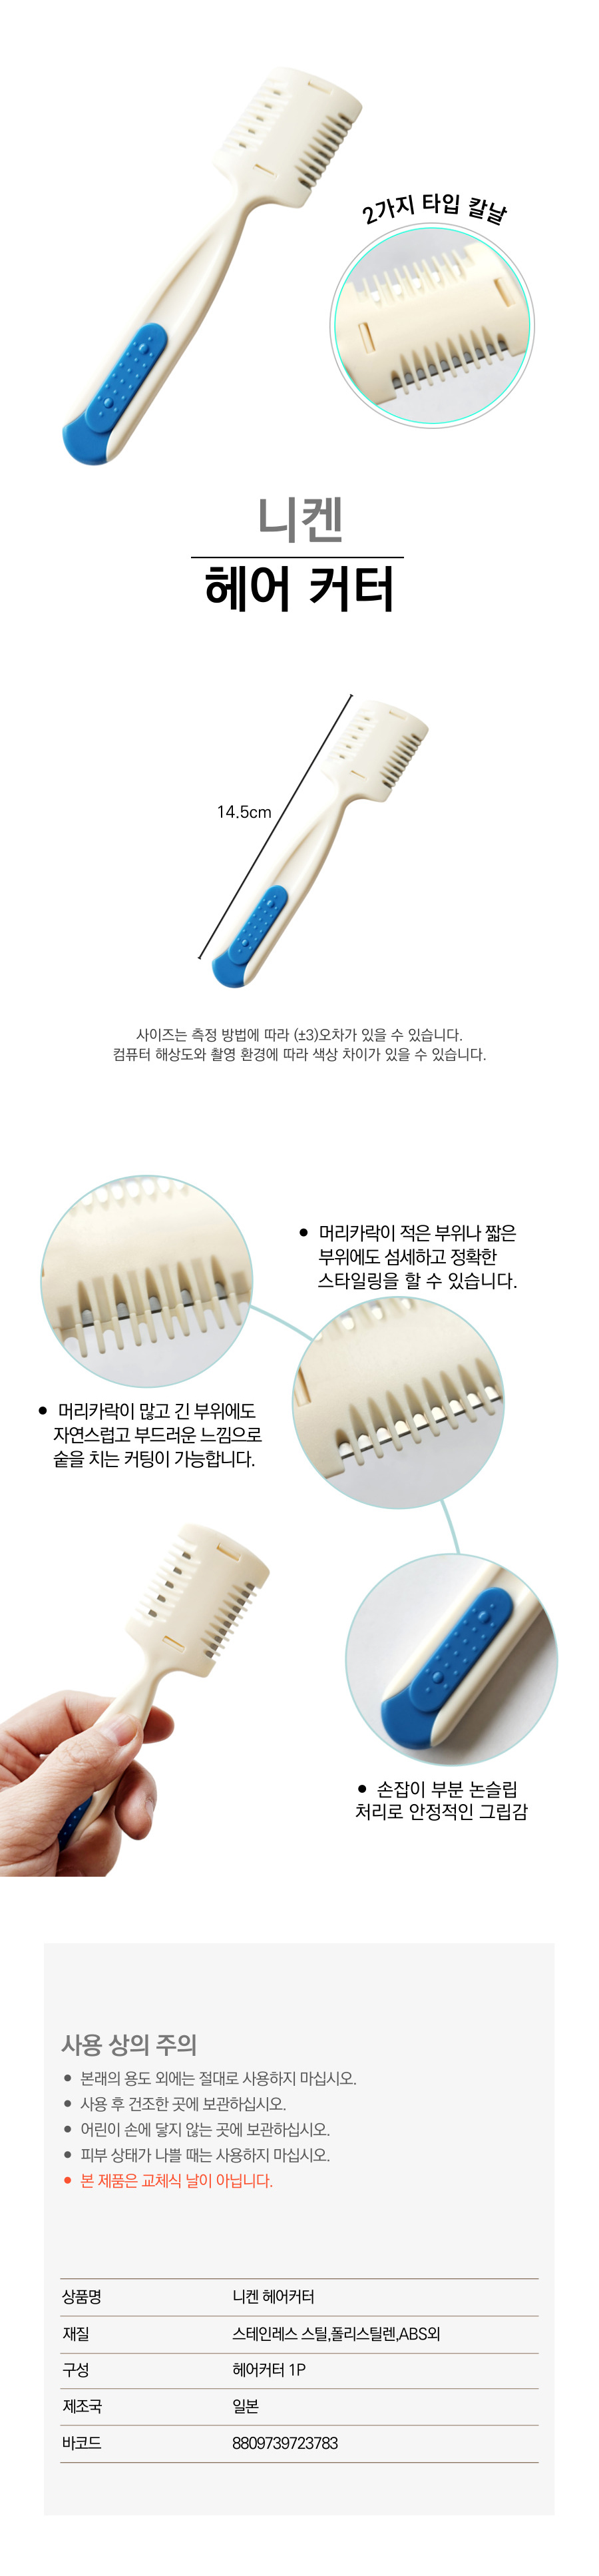 2가지 타입 칼날
니켄
헤어 커터
14.5cm
사이즈는 측정 방법에 따라 (±3)오차가 있을 수 있습니다.
컴퓨터 해상도와 촬영 환경에 따라 색상 차이가 있을 수 있습니다.
● 머리카락이 적은 부위나 짧은
부위에도 섬세하고 정확한
스타일링을 할 수 있습니다.
● 머리카락이 많고 긴 부위에도
자연스럽고 부드러운 느낌으로
숱을 치는 커팅이 가능합니다.
● 손잡이 부분 논슬립
처리로 안정적인 그립감
사용 상의 주의
● 본래의 용도 외에는 절대로 사용하지 마십시오.
● 사용 후 건조한 곳에 보관하십시오.
● 어린이 손에 닿지 않는 곳에 보관하십시오.
● 피부 상태가 나쁠 때는 사용하지 마십시오.
● 본 제품은 교체식 날이 아닙니다.
상품명 니켄 헤어커터
재질 스테인레스 스틸,폴리스틸렌,ABS외
구성 헤어커터 1P
제조국 일본
바코드 8809739723783